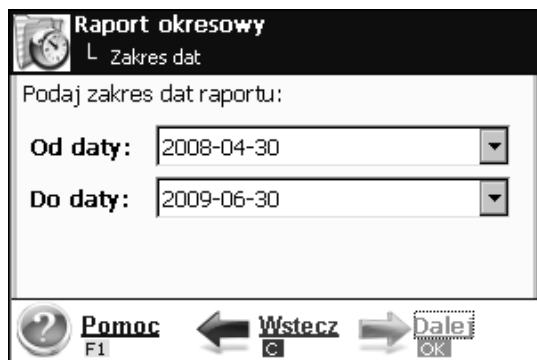 Raport okresowy
└ Zakres dat
Podaj zakres dat raportu:
Od daty: 2008-04-30
Do daty: 2009-06-30
? Pomoc Wstecz Dalej
F1 C OK